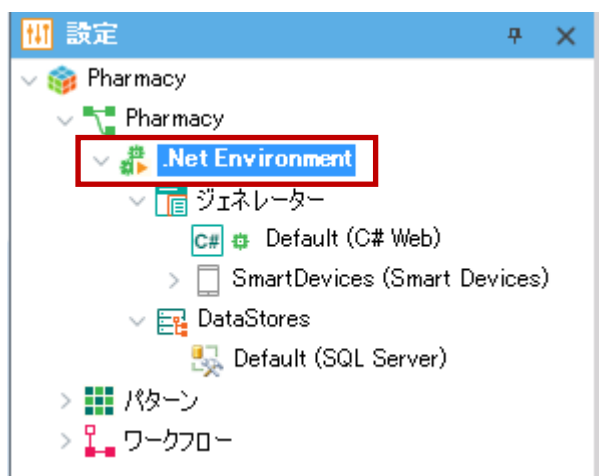 設定
Pharmacy
Pharmacy
.Net Environment
ジェネレーター
C# Default (C# Web)
SmartDevices (Smart Devices)
DataStores
Default (SQL Server)
パターン
ワークフロー